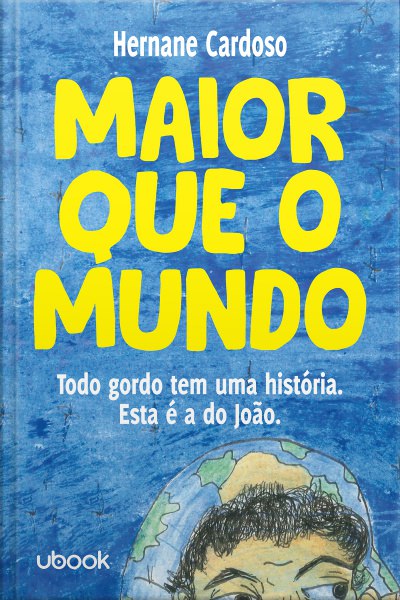 Hernane Cardoso
MAIOR
QUE O
MUNDO
Todo gordo tem uma história.
Esta é a do João.
ubook